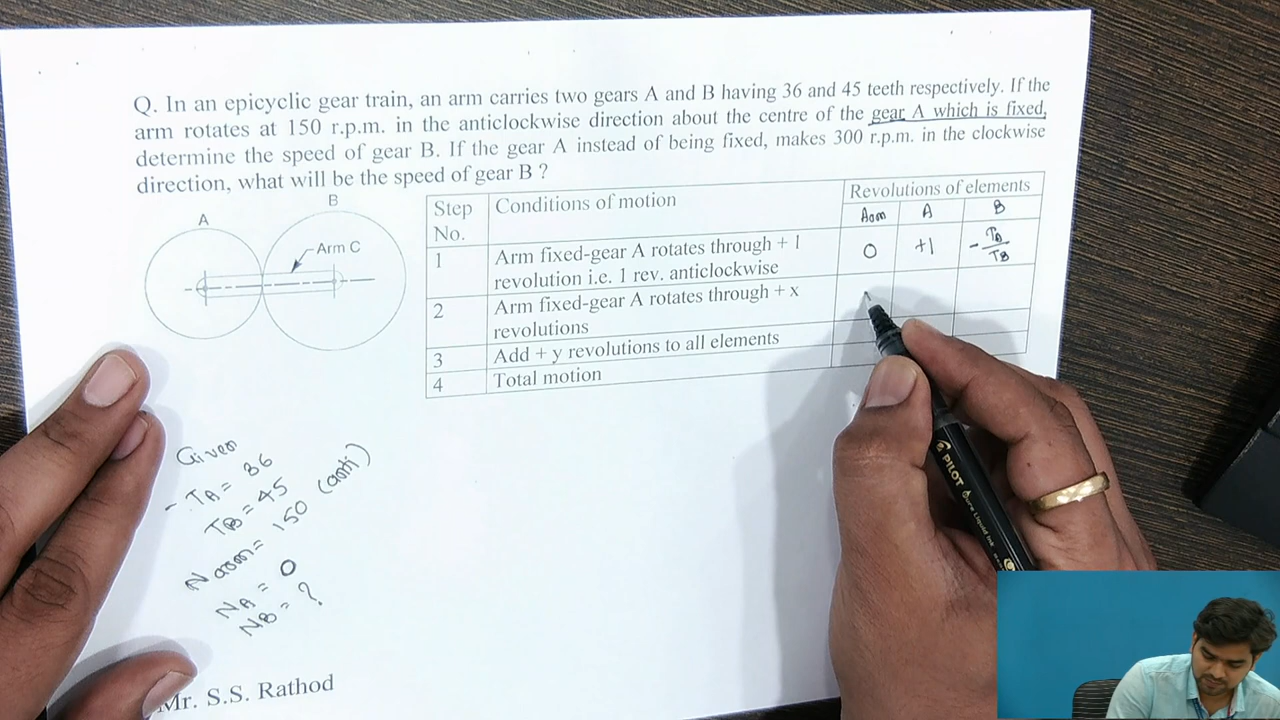 Q. In an epicyclic gear train, an arm carries two gears A and B having 36 and 45 teeth respectively. If the
arm rotates at 150 r.p.m. in the anticlockwise direction about the centre of the gear A which is fixed,
determine the speed of gear B. If the gear A instead of being fixed, makes 300 r.p.m. in the clockwise
direction, what will be the speed of gear B ?
A
B
Arm C
Step No.
Conditions of motion
Revolutions of elements
Arm
A
B
1
Arm fixed-gear A rotates through + 1
revolution i.e. 1 rev. anticlockwise
0
+1
- TA/TB
2
Arm fixed-gear A rotates through + x
revolutions
3
Add + y revolutions to all elements
4
Total motion
Given
- TA = 36
TB = 45
Narm = 150 (anti)
NA = 0
NB = ?
Mr. S.S. Rathod
PILOT